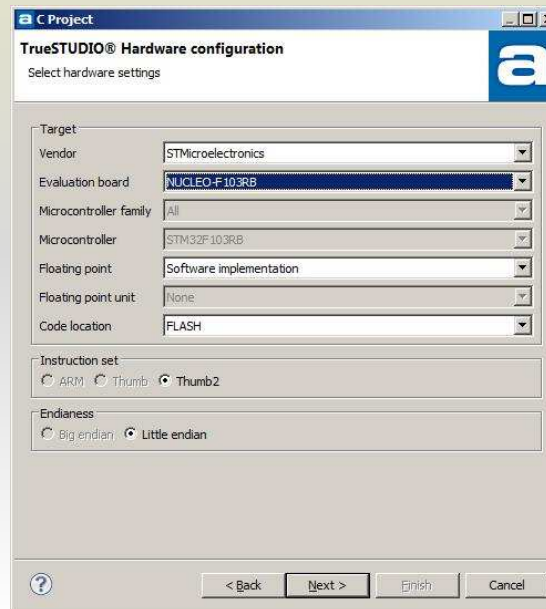 a C Project
TrueSTUDIO® Hardware configuration
Select hardware settings
a
Target
Vendor STMicroelectronics
Evaluation board NUCLEO-F103RB
Microcontroller family All
Microcontroller STM32F103RB
Floating point Software implementation
Floating point unit None
Code location FLASH
Instruction set
ARM Thumb Thumb2
Endianess
Big endian Little endian
? < Back Next > Finish Cancel